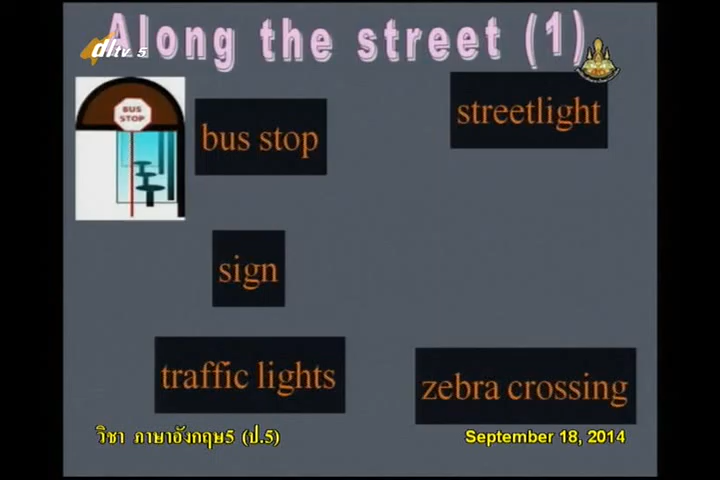 Along the street (1)
dltv 5
BUS
STOP
bus stop
streetlight
sign
traffic lights
zebra crossing
วิชา ภาษาอังกฤษ5 (ป.5)
September 18, 2014